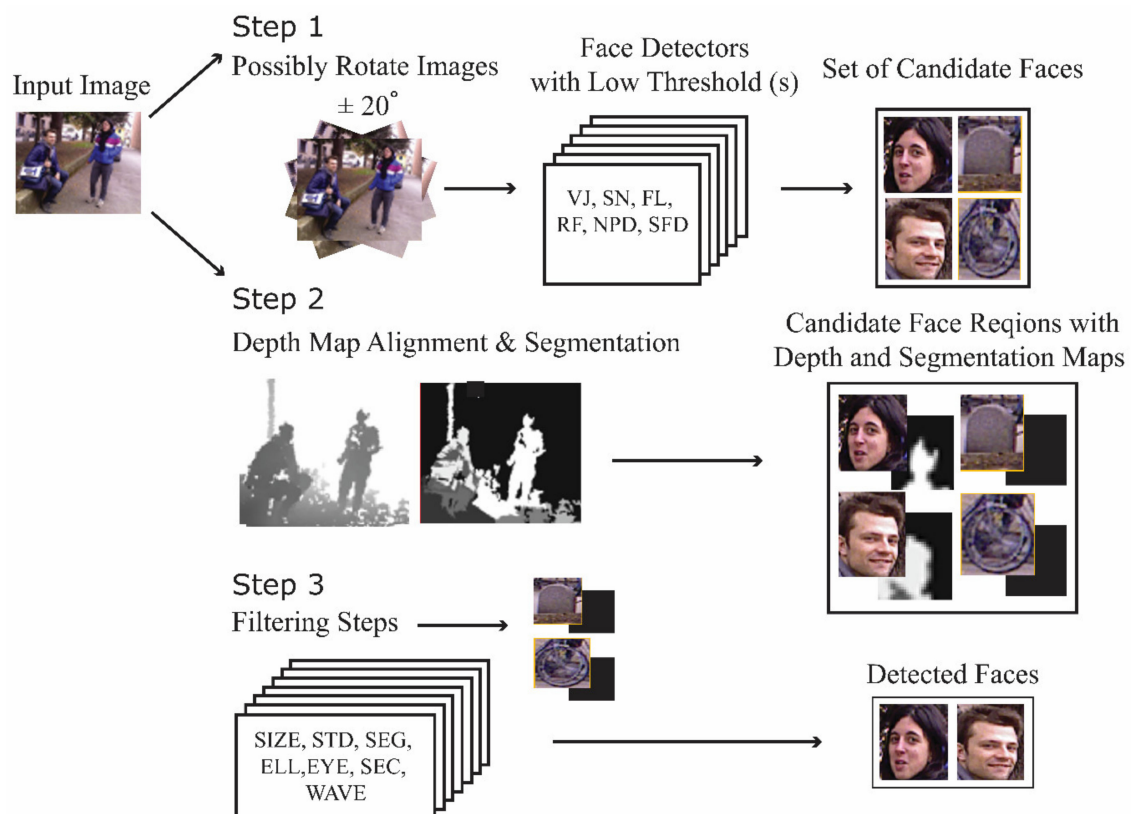 Step 1
Input Image
Possibly Rotate Images
± 20°
Face Detectors
with Low Threshold (s)
Set of Candidate Faces
VJ, SN, FL,
RF, NPD, SFD
Step 2
Depth Map Alignment & Segmentation
Candidate Face Reqions with
Depth and Segmentation Maps
Step 3
Filtering Steps
SIZE, STD, SEG,
ELL,EYE, SEC,
WAVE
Detected Faces